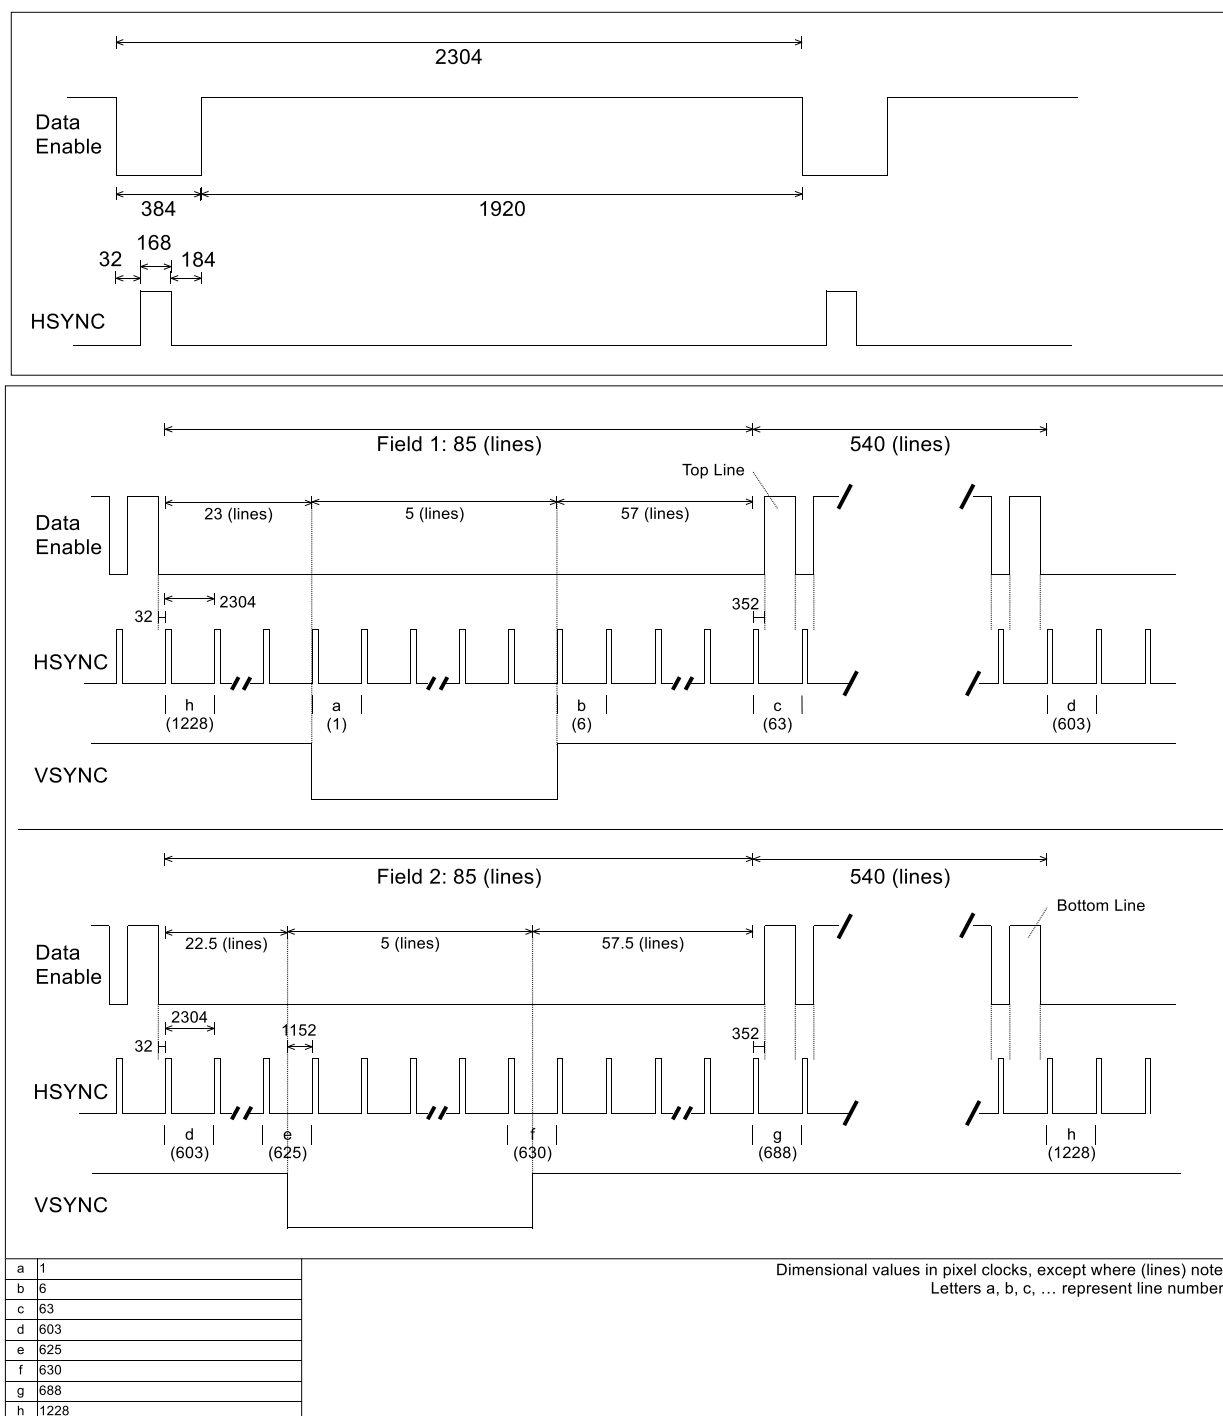 2304
Data
Enable
384
1920
168
32
184
HSYNC
Field 1: 85 (lines)
540 (lines)
Top Line
23 (lines)
5 (lines)
57 (lines)
Data
Enable
32
2304
352
HSYNC
h
(1228)
a
(1)
b
(6)
c
(63)
d
(603)
VSYNC
Field 2: 85 (lines)
540 (lines)
Bottom Line
22.5 (lines)
5 (lines)
57.5 (lines)
Data
Enable
2304
32
1152
352
HSYNC
d
(603)
e
(625)
f
(630)
g
(688)
h
(1228)
VSYNC
a 1
b 6
c 63
d 603
e 625
f 630
g 688
h 1228
Dimensional values in pixel clocks, except where (lines) note
Letters a, b, c, … represent line number